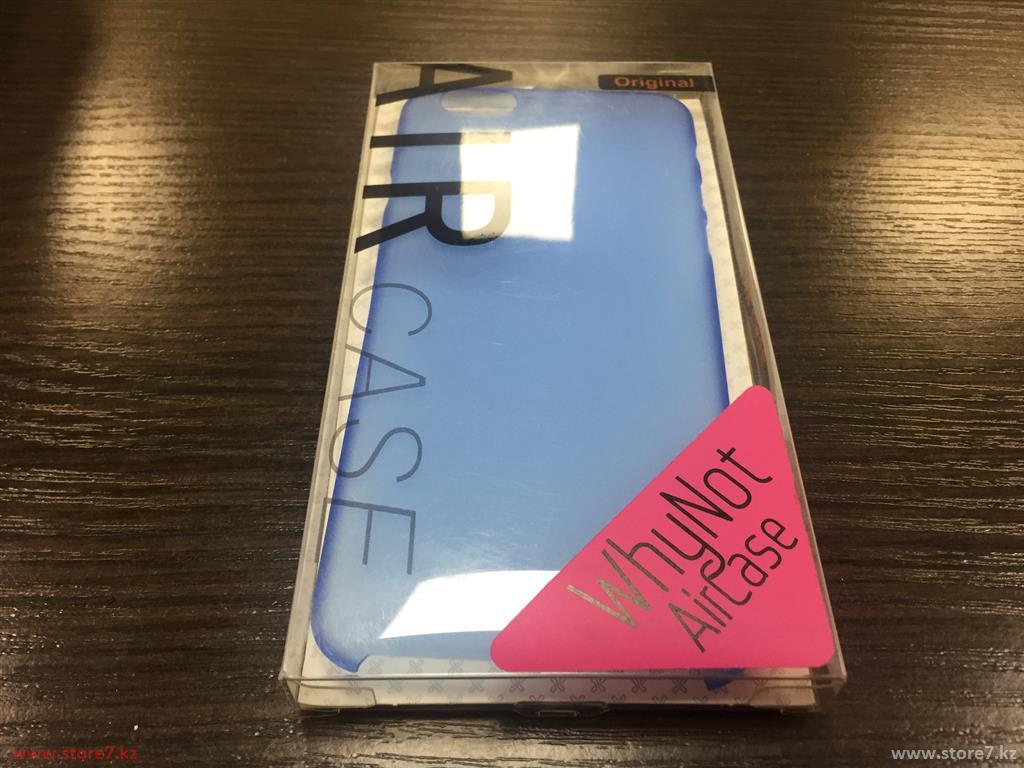 Original
AIR CASE
WhyNot
AirCase
www.store7.kz
www.store7.kz